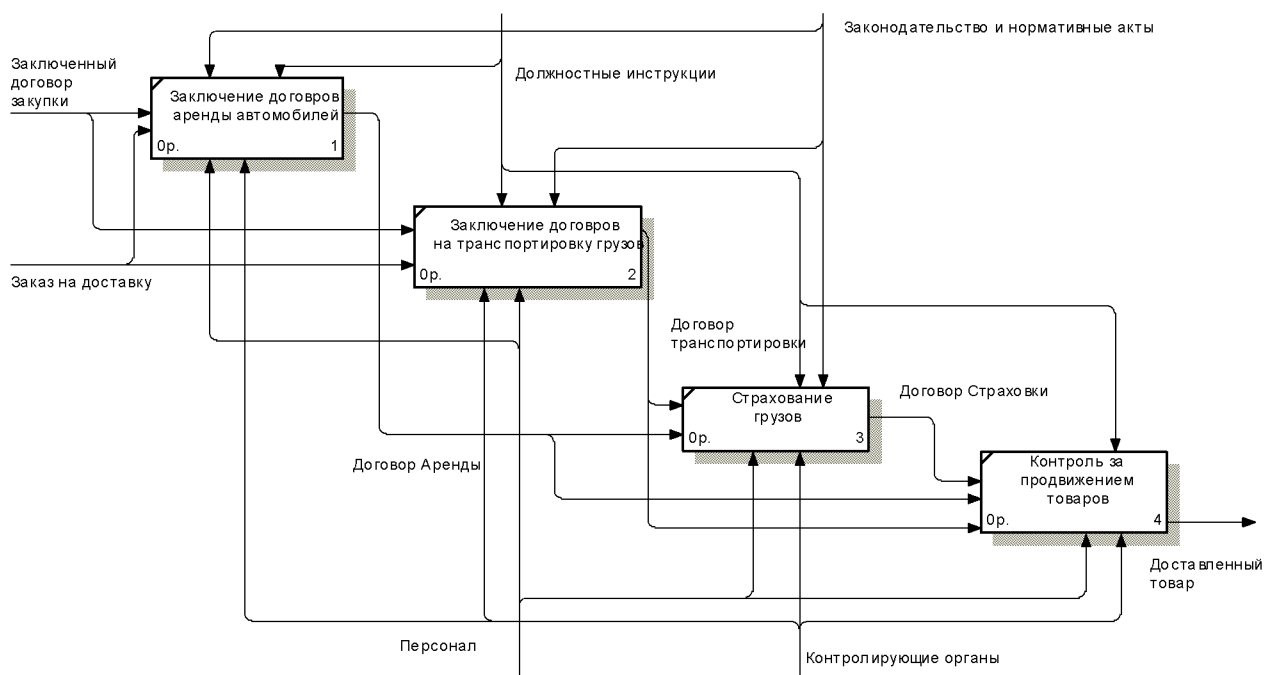 Законодательство и нормативные акты
Заключенный
договор
закупки
Должностные инструкции
Заключение договров
аренды автомобилей
0р.
1
Заключение договров
на транспортировку грузов
0р.
2
Заказ на доставку
Договор
транспортировки
Страхование
грузов
0р.
3
Договор Страховки
Договор Аренды
Контроль за
продвижением
товаров
0р.
4
Доставленный
товар
Персонал
Контролирующие органы